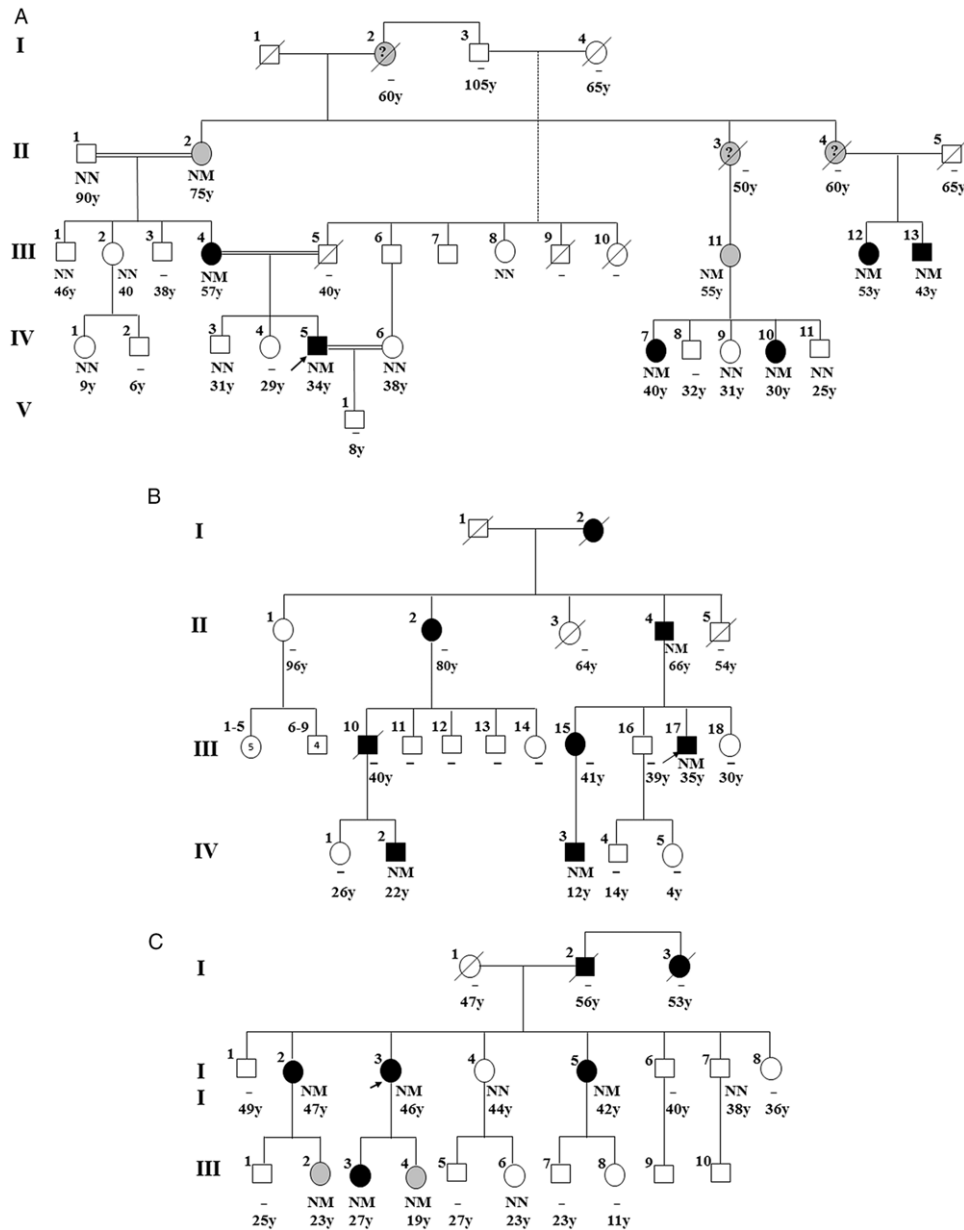 A
I
1 2 3 4
?
– 105y –
60y 65y
II
1 2 3 4 5
? ?
NN NM – – –
90y 75y 50y 60y 65y
III
1 2 3 4 5 6 7 8 9 10 11 12 13
NN NN – NM – NN – – NM NM NM
46y 40 38y 57y 40y 55y 53y 43y
IV
1 2 3 4 5 6 7 8 9 10 11
NN – NN – NM NN NM – NN NM NN
9y 6y 31y 29y 34y 38y 40y 32y 31y 30y 25y
V
1
–
8y
B
I
1 2
II
1 2 3 4 5
– – – NM –
96y 80y 64y 66y 54y
III
1-5 6-9 10 11 12 13 14 15 16 17 18
5 4
– – – – – – – NM –
40y 41y 39y 35y 30y
IV
1 2 3 4 5
– NM NM – –
26y 22y 12y 14y 4y
C
I
1 2 3
– – –
47y 56y 53y
I
I
1 2 3 4 5 6 7 8
– NM NM NN NM – NN –
49y 47y 46y 44y 42y 40y 38y 36y
III
1 2 3 4 5 6 7 8 9 10
– NM NM NM – NN – –
25y 23y 27y 19y 27y 23y 23y 11y